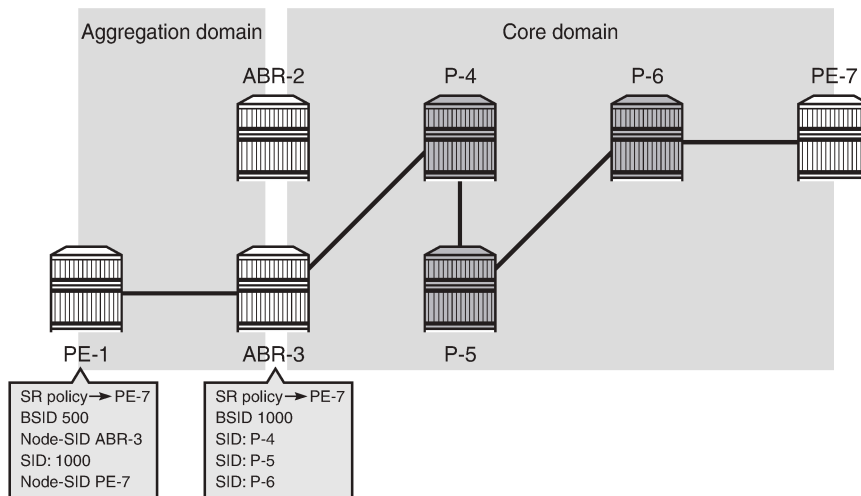 Aggregation domain
Core domain
ABR-2
P-4
P-6
PE-7
PE-1
ABR-3
P-5
SR policy → PE-7
BSID 500
Node-SID ABR-3
SID: 1000
Node-SID PE-7
SR policy → PE-7
BSID 1000
SID: P-4
SID: P-5
SID: P-6